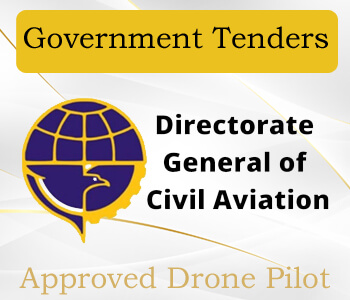 Government Tenders
Directorate
General of
Civil Aviation
Approved Drone Pilot